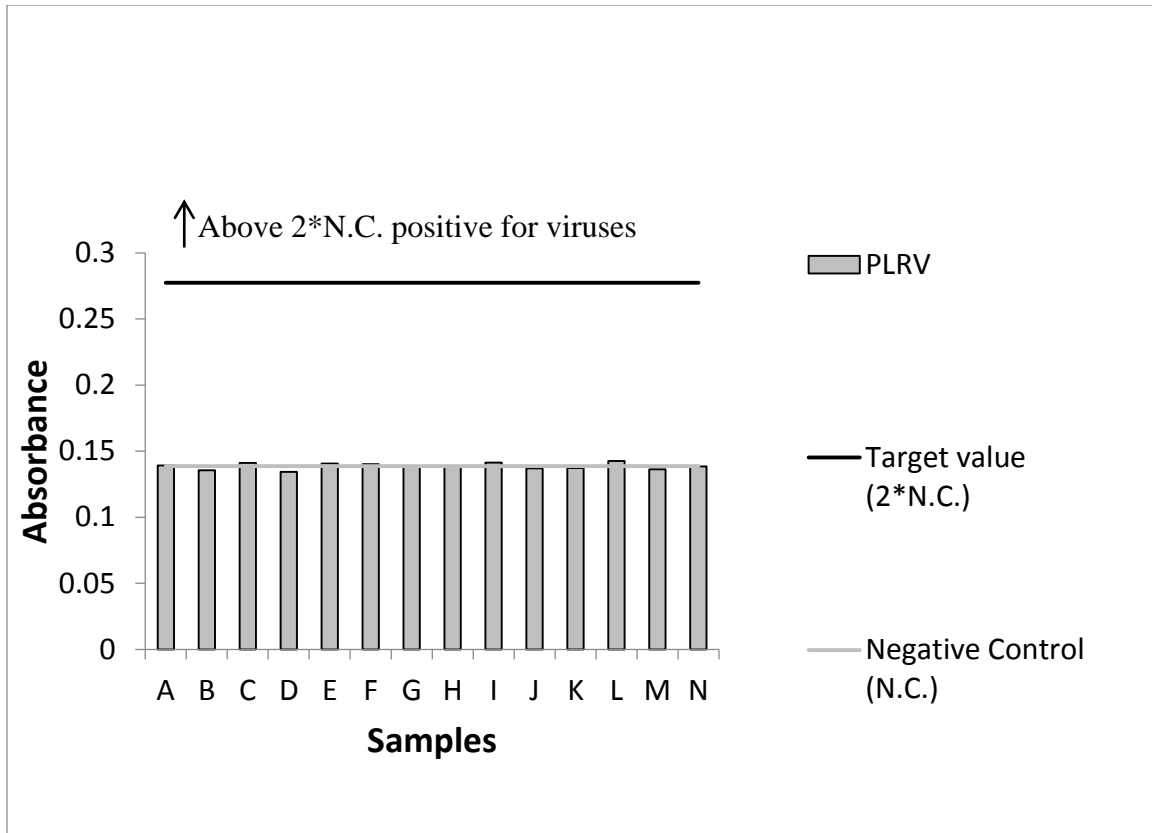 Above 2*N.C. positive for viruses
0.3
0.25
0.2
0.15
0.1
0.05
0
Absorbance
A B C D E F G H I J K L M N
Samples
PLRV
Target value
(2*N.C.)
Negative Control
(N.C.)